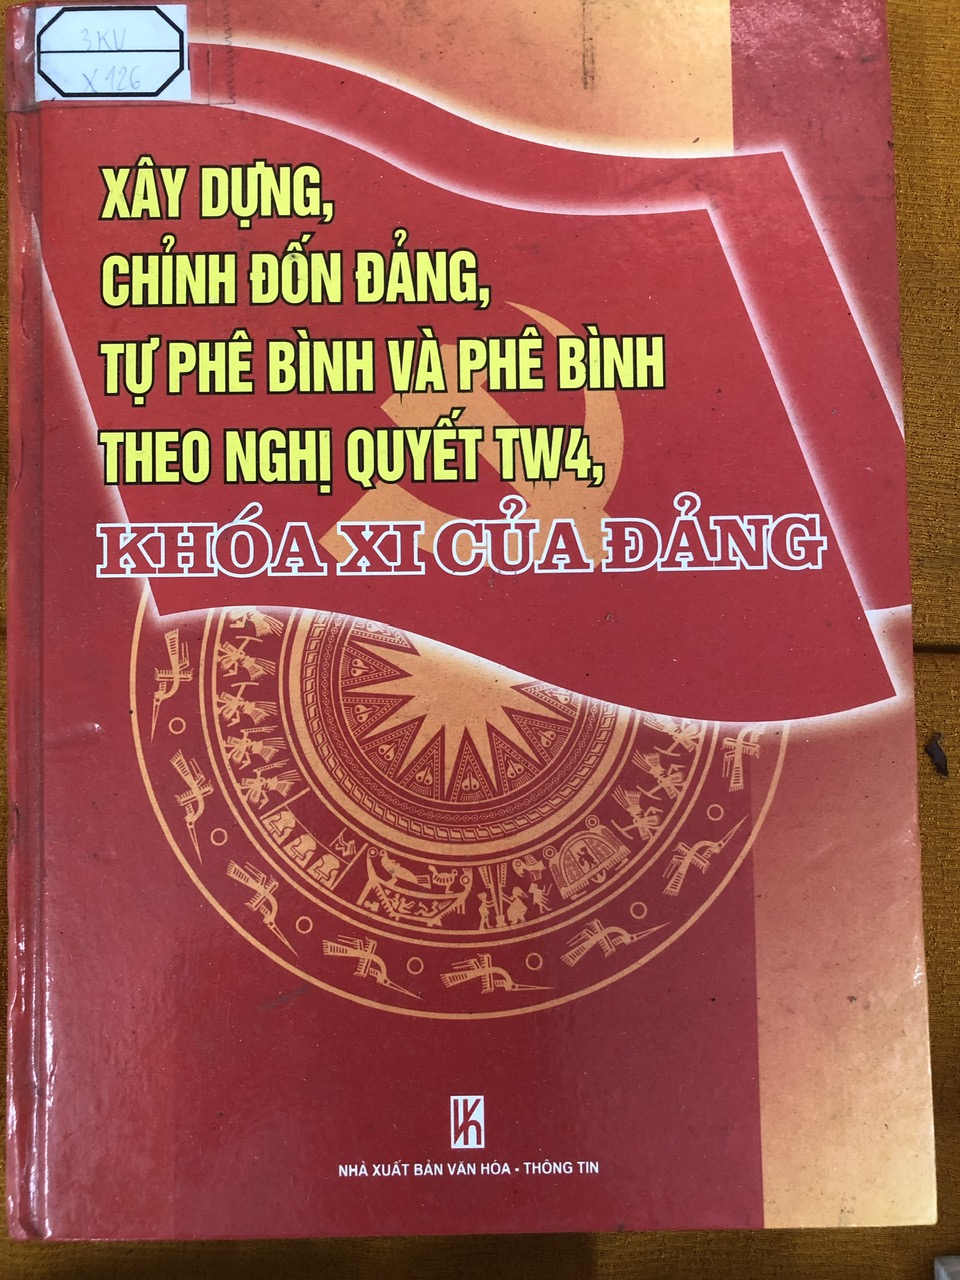 3KV
X126
XÂY DỰNG,
CHỈNH ĐỐN ĐẢNG,
TỰ PHÊ BÌNH VÀ PHÊ BÌNH
THEO NGHỊ QUYẾT TW4,
KHÓA XI CỦA ĐẢNG
NHÀ XUẤT BẢN VĂN HÓA - THÔNG TIN